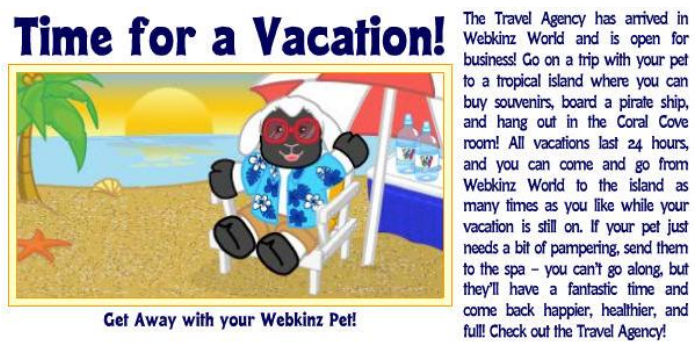 Time for a Vacation!
Get Away with your Webkinz Pet!
The Travel Agency has arrived in
Webkinz World and is open for
business! Go on a trip with your pet
to a tropical island where you can
buy souvenirs, board a pirate ship,
and hang out in the Coral Cove
room! All vacations last 24 hours,
and you can come and go from
Webkinz World to the island as
many times as you like while your
vacation is still on. If your pet just
needs a bit of pampering, send them
to the spa – you can't go along, but
they'll have a fantastic time and
come back happier, healthier, and
full! Check out the Travel Agency!